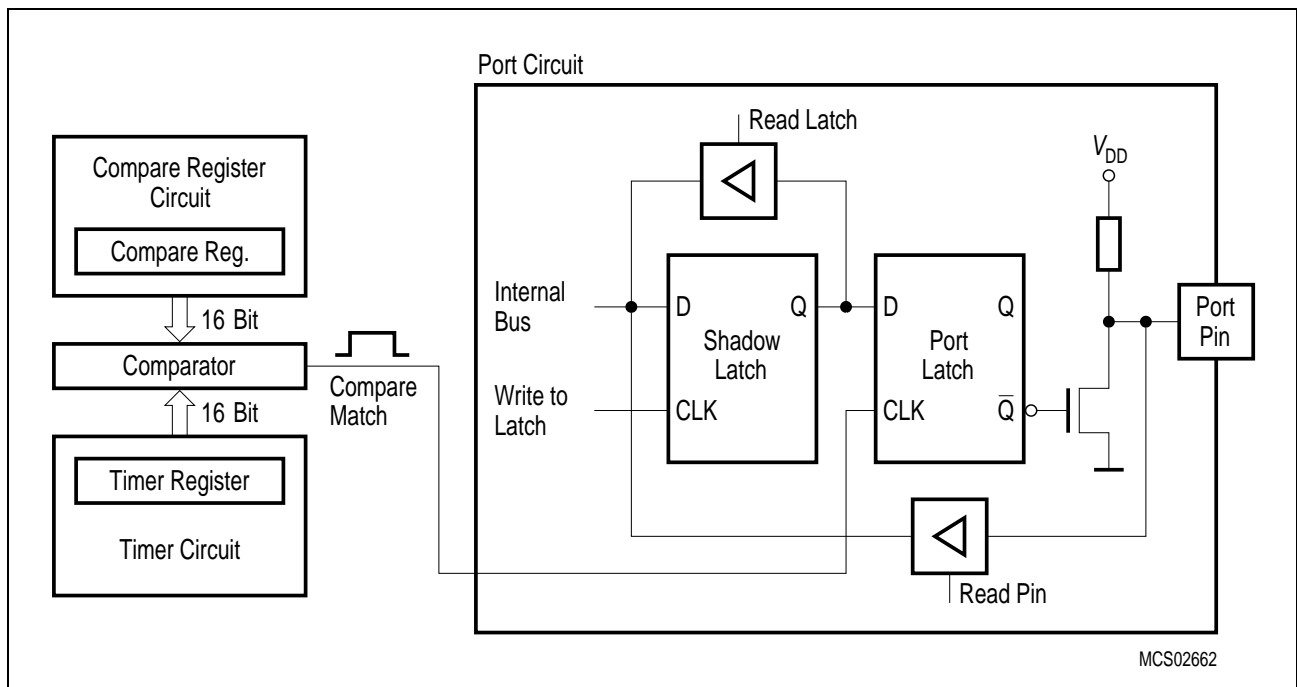 Port Circuit
Compare Register
Circuit
Compare Reg.
16 Bit
Comparator
16 Bit
Timer Register
Timer Circuit
Compare
Match
Read Latch
VDD
Internal
Bus
D
Q
Shadow
Latch
Write to
Latch
CLK
D
Q
Port
Latch
CLK
Q̅
Port
Pin
Read Pin
MCS02662